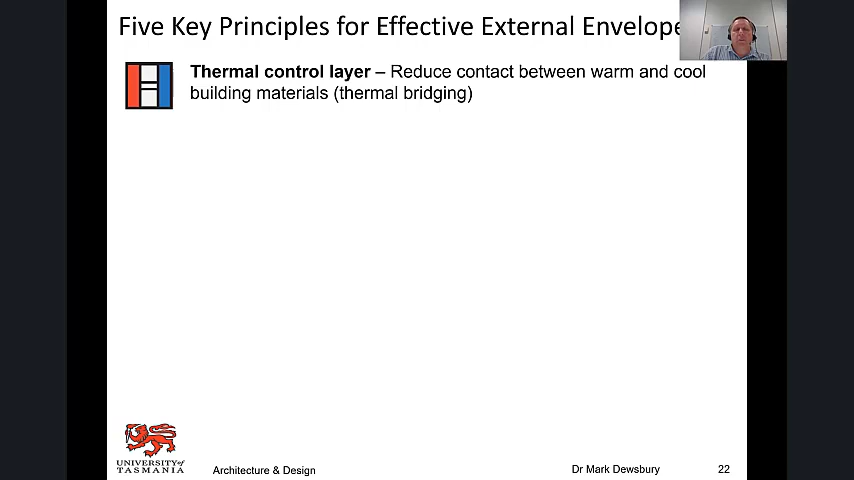 Five Key Principles for Effective External Envelope
Thermal control layer – Reduce contact between warm and cool
building materials (thermal bridging)
UNIVERSITY of
TASMANIA
Architecture & Design
Dr Mark Dewsbury
22